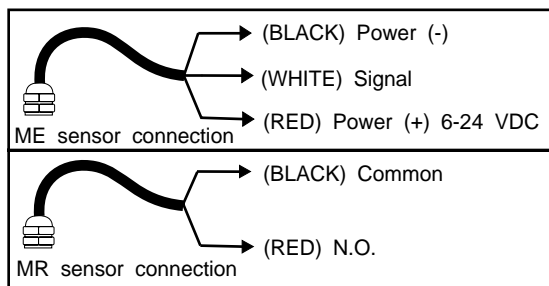 (BLACK) Power (-)
(WHITE) Signal
(RED) Power (+) 6-24 VDC
ME sensor connection
(BLACK) Common
(RED) N.O.
MR sensor connection